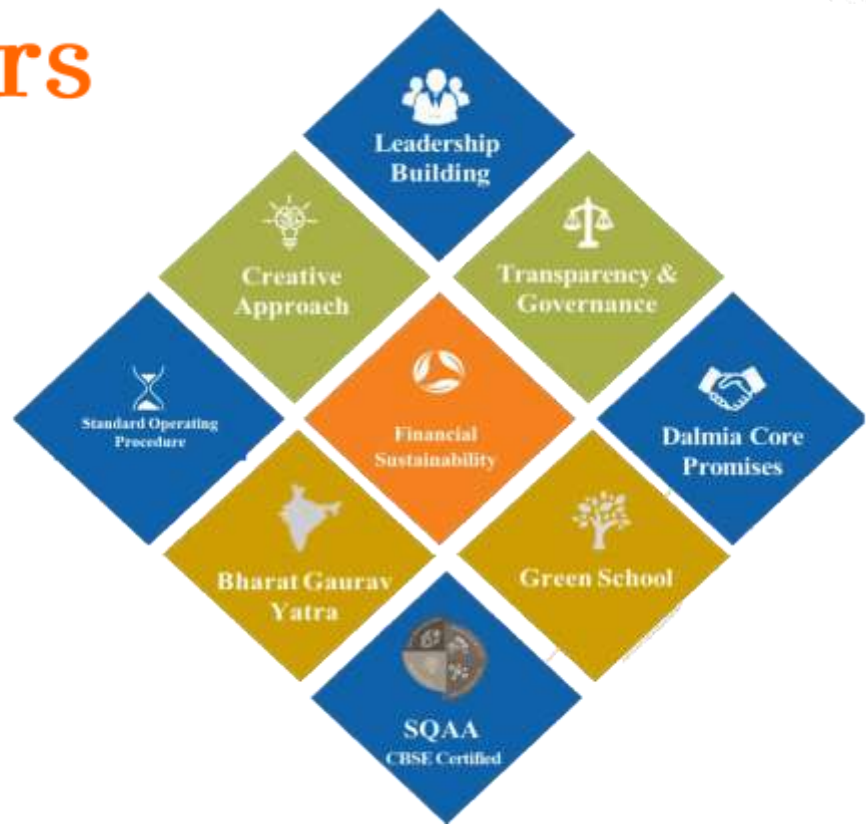 rs
Leadership
Building
Creative
Approach
Transparency &
Governance
Standard Operating
Procedure
Financial
Sustainability
Dalmia Core
Promises
Bharat Gaurav
Yatra
Green School
SQAA
CBSE Certified